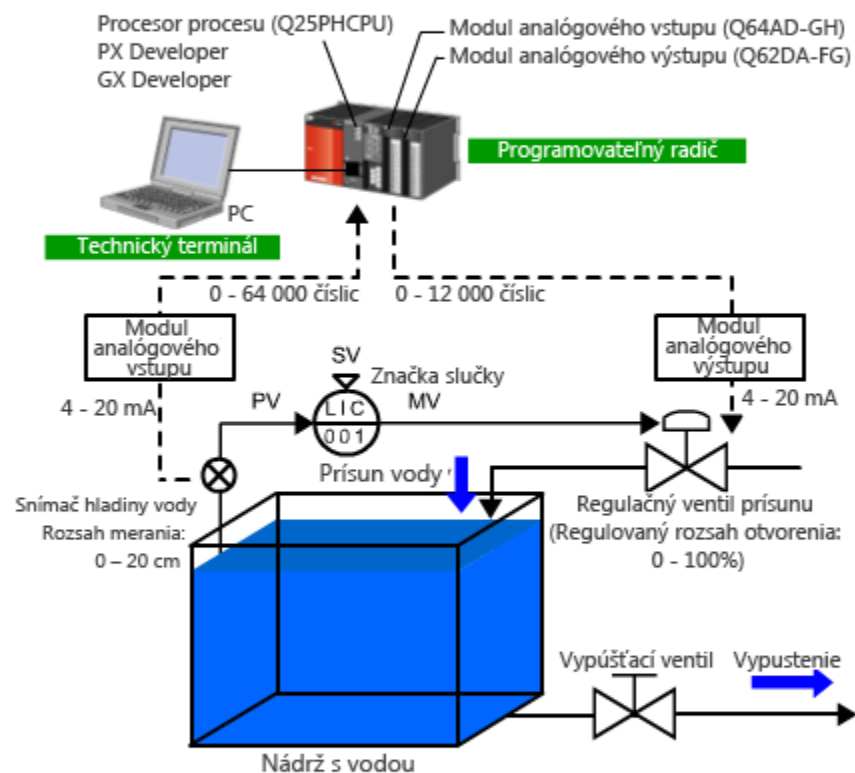 Procesor procesu (Q25PHCPU)
PX Developer
GX Developer
Modul analógového vstupu (Q64AD-GH)
Modul analógového výstupu (Q62DA-FG)
Programovateľný radič
PC
Technický terminál
0 - 64 000 číslic
0 - 12 000 číslic
Modul
analógového
vstupu
Modul
analógového
výstupu
SV
Značka slučky
4 - 20 mA
PV
LIC
001
MV
4 - 20 mA
Prísun vody
Snímač hladiny vody
Rozsah merania:
0 – 20 cm
Regulačný ventil prísunu
(Regulovaný rozsah otvorenia:
0 - 100%)
Vypúšťací ventil
Vypustenie
Nádrž s vodou